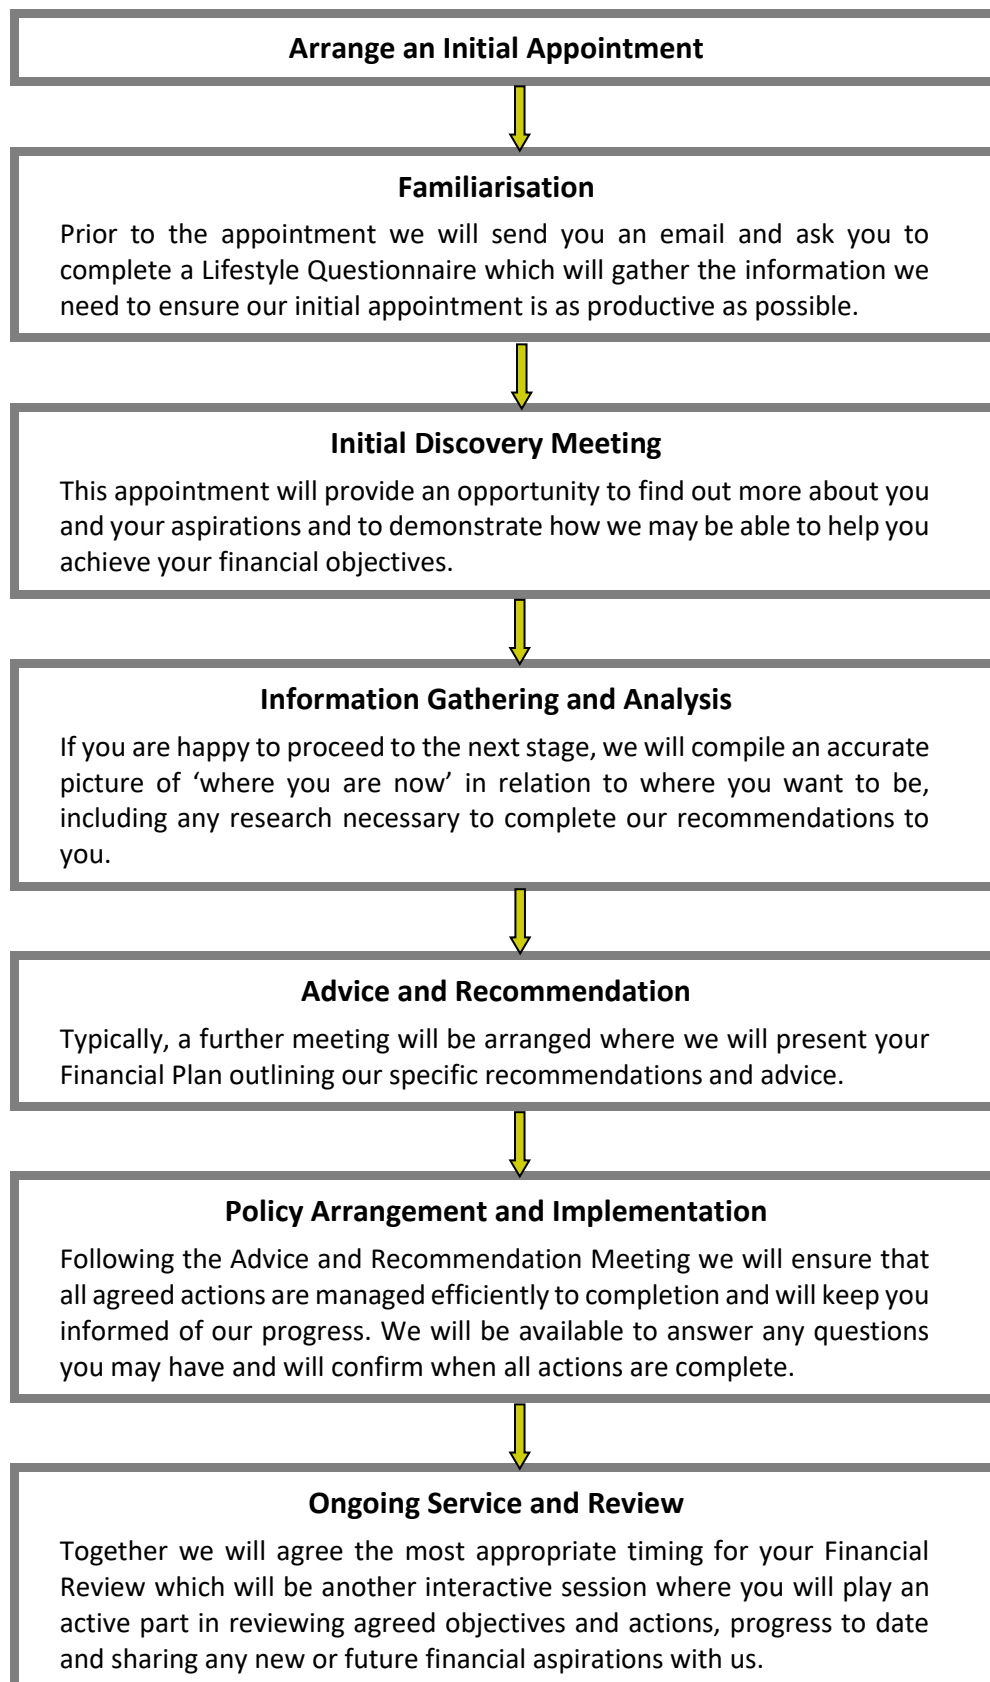 Arrange an Initial Appointment
Familiarisation
Prior to the appointment we will send you an email and ask you to
complete a Lifestyle Questionnaire which will gather the information we
need to ensure our initial appointment is as productive as possible.
Initial Discovery Meeting
This appointment will provide an opportunity to find out more about you
and your aspirations and to demonstrate how we may be able to help you
achieve your financial objectives.
Information Gathering and Analysis
If you are happy to proceed to the next stage, we will compile an accurate
picture of ‘where you are now’ in relation to where you want to be,
including any research necessary to complete our recommendations to
you.
Advice and Recommendation
Typically, a further meeting will be arranged where we will present your
Financial Plan outlining our specific recommendations and advice.
Policy Arrangement and Implementation
Following the Advice and Recommendation Meeting we will ensure that
all agreed actions are managed efficiently to completion and will keep you
informed of our progress. We will be available to answer any questions
you may have and will confirm when all actions are complete.
Ongoing Service and Review
Together we will agree the most appropriate timing for your Financial
Review which will be another interactive session where you will play an
active part in reviewing agreed objectives and actions, progress to date
and sharing any new or future financial aspirations with us.